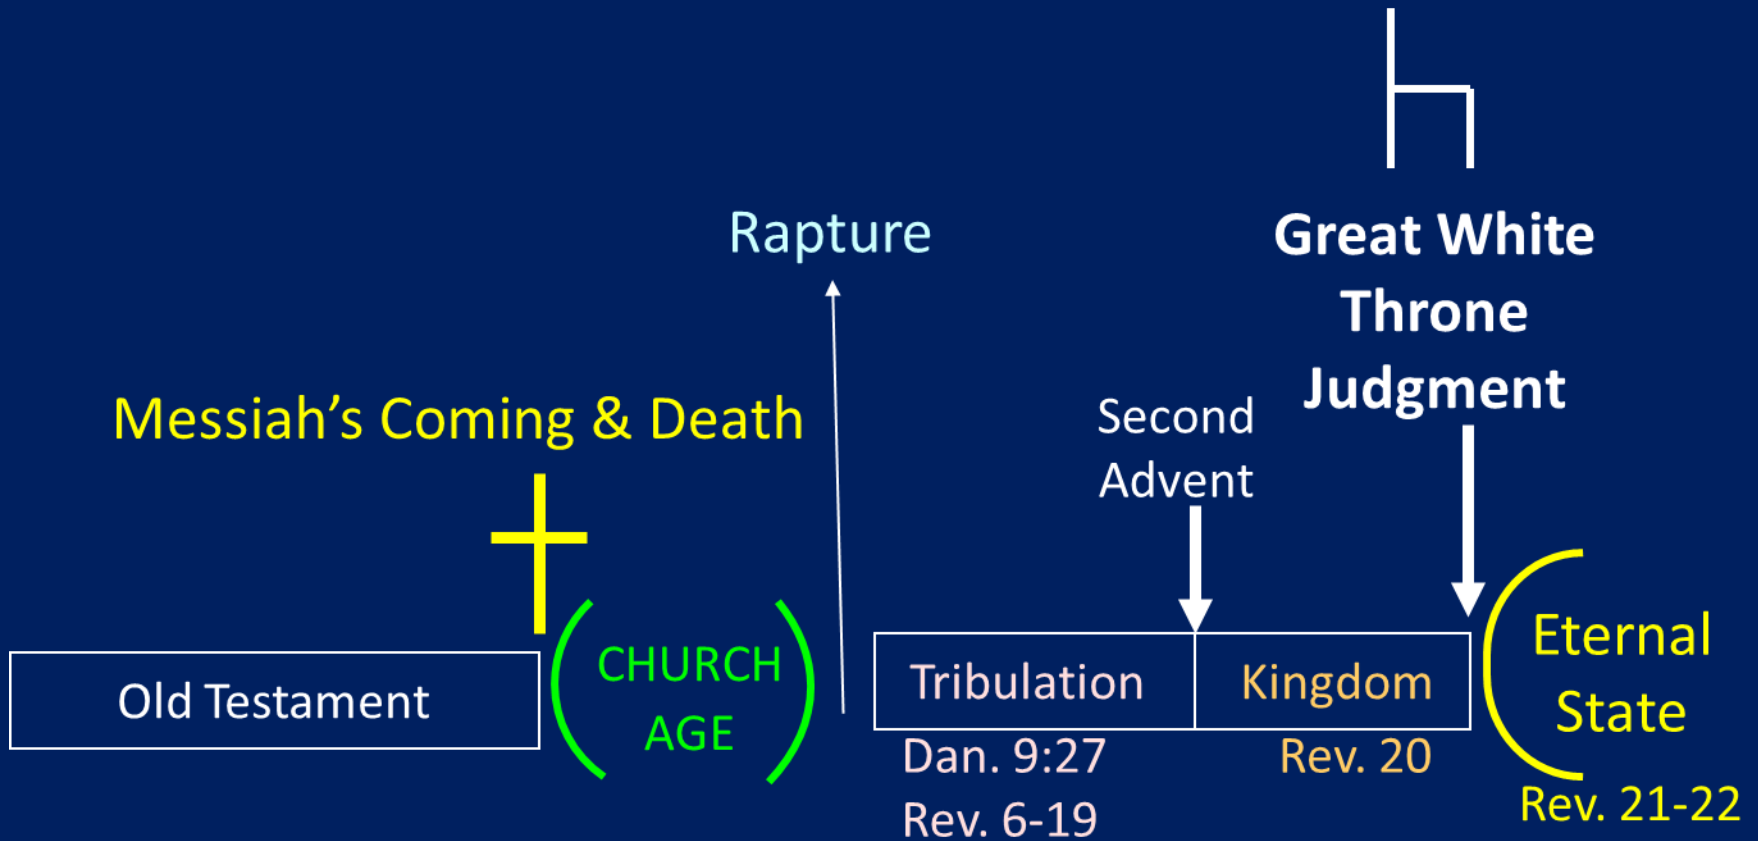 Rapture
Great White
Throne
Judgment
Messiah’s Coming & Death
Second
Advent
Old Testament
CHURCH
AGE
Tribulation
Kingdom
Eternal
State
Dan. 9:27
Rev. 6-19
Rev. 20
Rev. 21-22